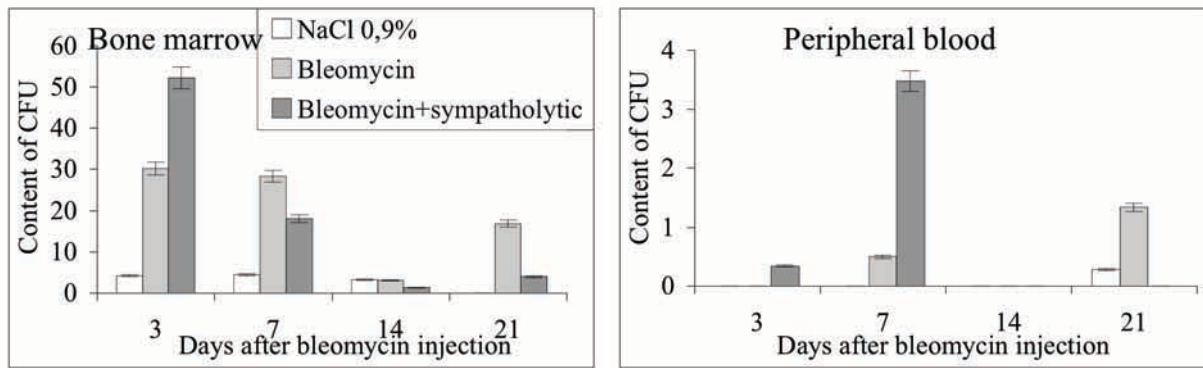 Bone marrow
NaCl 0,9%
Bleomycin
Bleomycin+sympatholytic
Content of CFU
60
50
40
30
20
10
0
3 7 14 21
Days after bleomycin injection
Peripheral blood
Content of CFU
4
3
2
1
0
3 7 14 21
Days after bleomycin injection